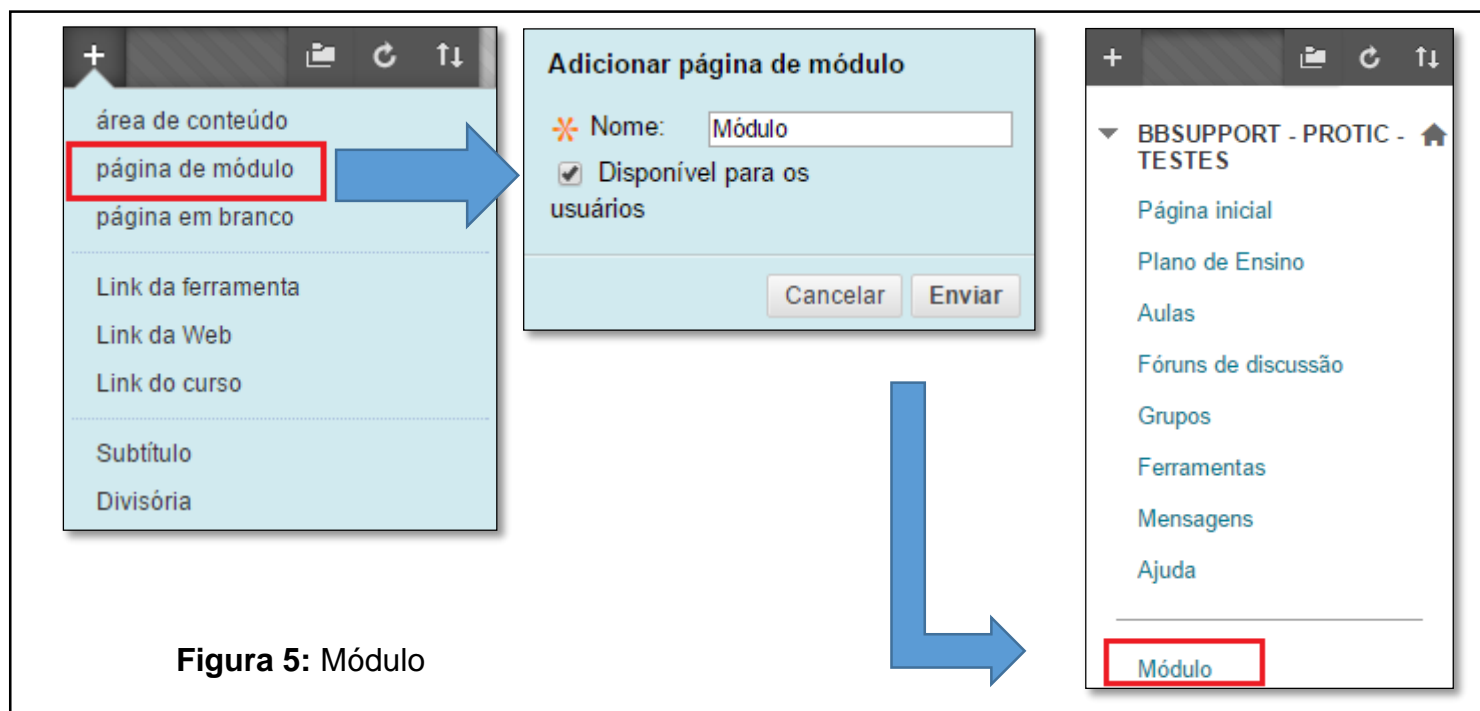 +
área de conteúdo
página de módulo
página em branco
Link da ferramenta
Link da Web
Link do curso
Subtítulo
Divisória
Adicionar página de módulo
Nome: Módulo
Disponível para os
usuários
Cancelar Enviar
+
BBSUPPORT - PROTIC -
TESTES
Página inicial
Plano de Ensino
Aulas
Fóruns de discussão
Grupos
Ferramentas
Mensagens
Ajuda
Módulo
Figura 5: Módulo